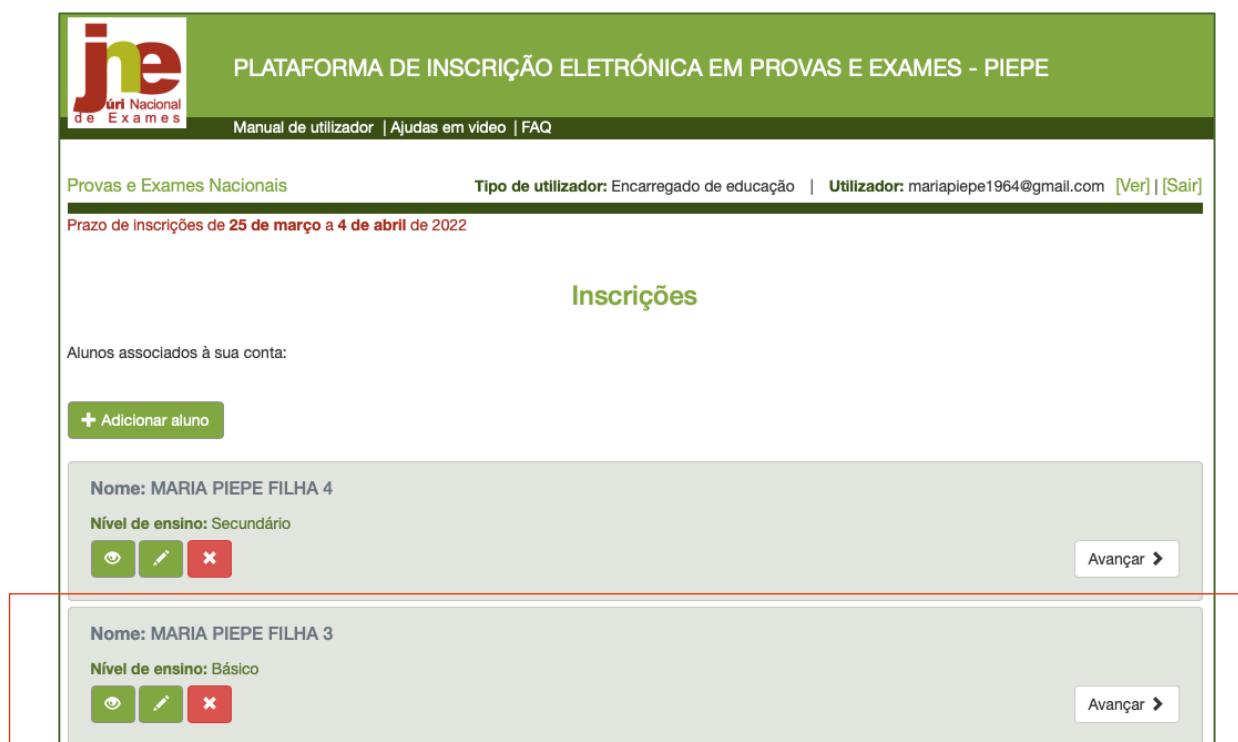 jne
Júri Nacional
de Exames
PLATAFORMA DE INSCRIÇÃO ELETRÓNICA EM PROVAS E EXAMES - PIEPE
Manual de utilizador | Ajudas em video | FAQ
Provas e Exames Nacionais Tipo de utilizador: Encarregado de educação | Utilizador: mariapiepe1964@gmail.com [Ver] | [Sair]
Prazo de inscrições de 25 de março a 4 de abril de 2022
Inscrições
Alunos associados à sua conta:
+ Adicionar aluno
Nome: MARIA PIEPE FILHA 4
Nível de ensino: Secundário
Avançar
Nome: MARIA PIEPE FILHA 3
Nível de ensino: Básico
Avançar